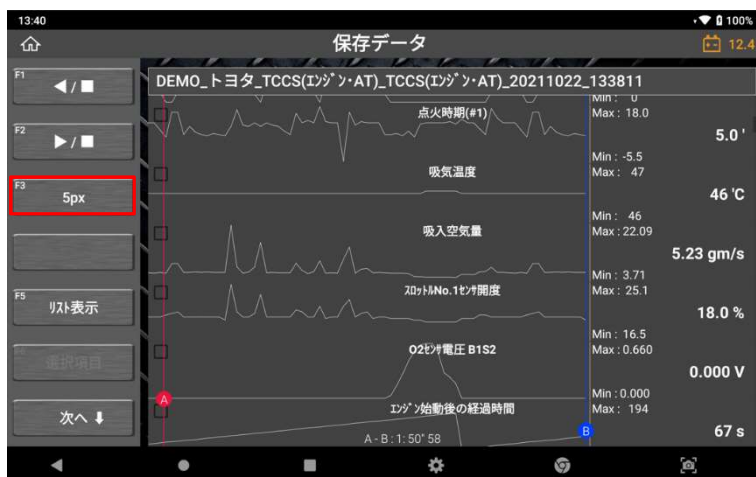 13:40
100%
保存データ
12.4
DEMO_トヨタ_TCCS(ｴﾝｼﾞﾝ･AT)_TCCS(ｴﾝｼﾞﾝ･AT)_20211022_133811
F1
◀/■
F2
▶/■
F3
5px
F5
ﾘｽﾄ表示
選択項目
次へ⬇
Min : 0
点火時期(#1)
Max : 18.0
5.0 '
Min : -5.5
吸気温度
Max : 47
46 'C
Min : 46
吸入空気量
Max : 22.09
5.23 gm/s
Min : 3.71
ｽﾛｯﾄﾙNo.1ｾﾝｻ開度
Max : 25.1
18.0 %
Min : 16.5
O2ｾﾝｻ電圧 B1S2
Max : 0.660
0.000 V
Min : 0.000
A
ｴﾝｼﾞﾝ始動後の経過時間
Max : 194
67 s
A - B : 1: 50" 58
B